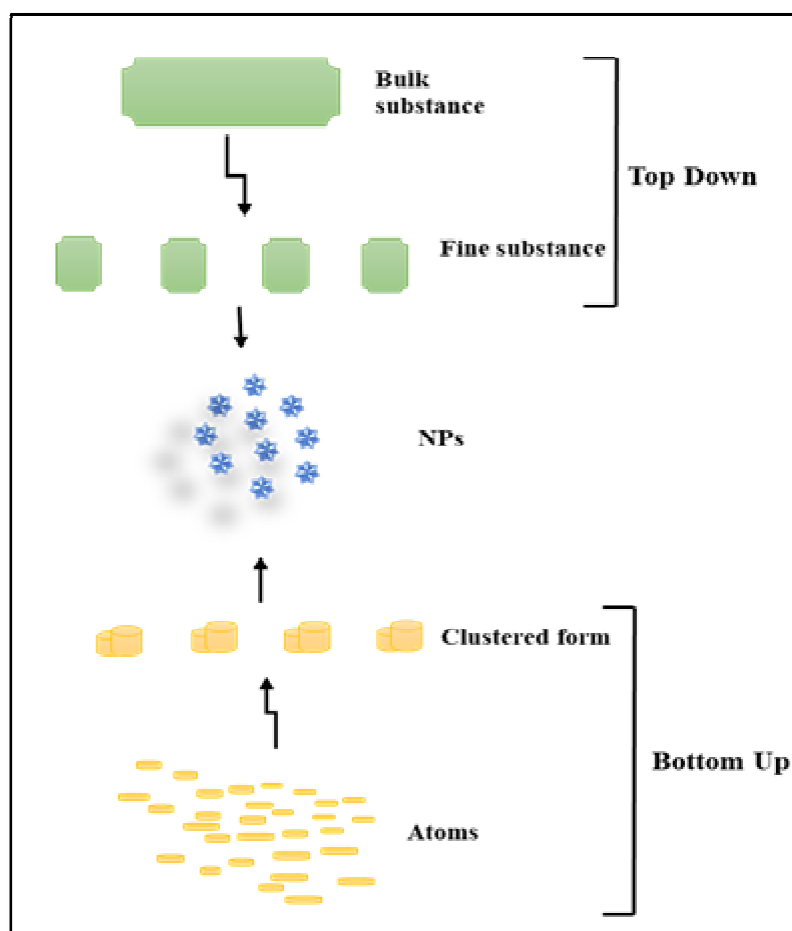 Bulk
substance
Top Down
Fine substance
NPs
Clustered form
Bottom Up
Atoms